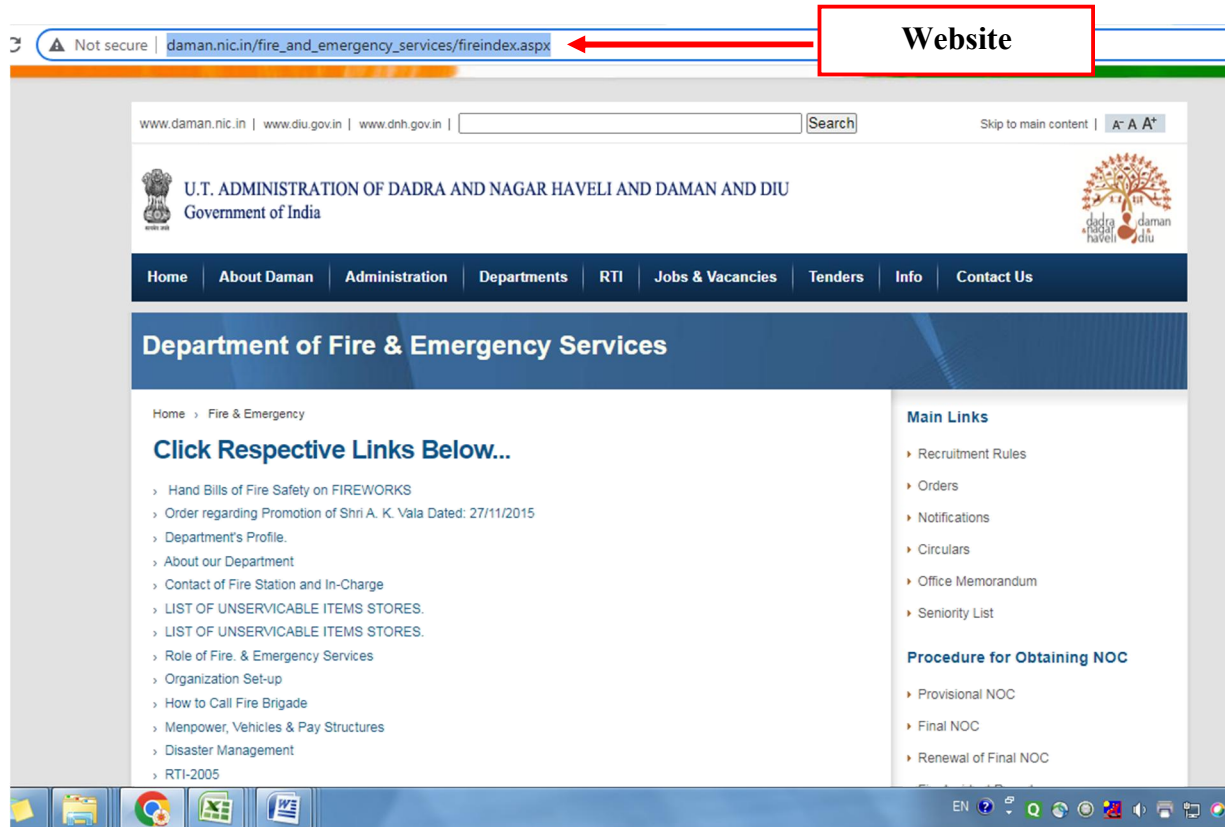 Website
Not secure | daman.nic.in/fire_and_emergency_services/fireindex.aspx
www.daman.nic.in | www.diu.gov.in | www.dnh.gov.in | Search Skip to main content | A- A A+
U.T. ADMINISTRATION OF DADRA AND NAGAR HAVELI AND DAMAN AND DIU
Government of India
dadra & nagar haveli daman & diu
Home About Daman Administration Departments RTI Jobs & Vacancies Tenders Info Contact Us
Department of Fire & Emergency Services
Home › Fire & Emergency
Click Respective Links Below...
› Hand Bills of Fire Safety on FIREWORKS
› Order regarding Promotion of Shri A. K. Vala Dated: 27/11/2015
› Department's Profile.
› About our Department
› Contact of Fire Station and In-Charge
› LIST OF UNSERVICABLE ITEMS STORES.
› LIST OF UNSERVICABLE ITEMS STORES.
› Role of Fire. & Emergency Services
› Organization Set-up
› How to Call Fire Brigade
› Menpower, Vehicles & Pay Structures
› Disaster Management
› RTI-2005
Main Links
Recruitment Rules
Orders
Notifications
Circulars
Office Memorandum
Seniority List
Procedure for Obtaining NOC
Provisional NOC
Final NOC
Renewal of Final NOC
EN